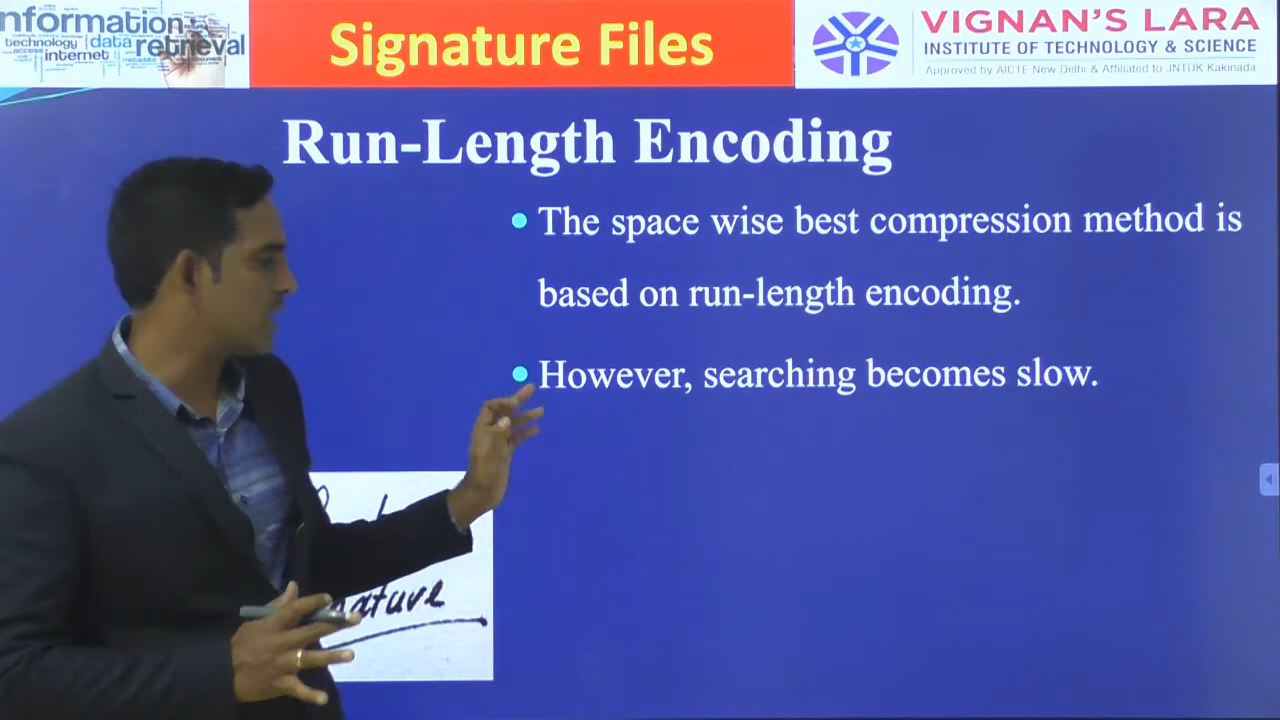 information
technology data retrieval
internet
Signature Files
VIGNAN'S LARA
INSTITUTE OF TECHNOLOGY & SCIENCE
Approved by AICTE New Delhi & Affiliated to JNTUK Kakinada
Run-Length Encoding
• The space wise best compression method is
based on run-length encoding.
• However, searching becomes slow.